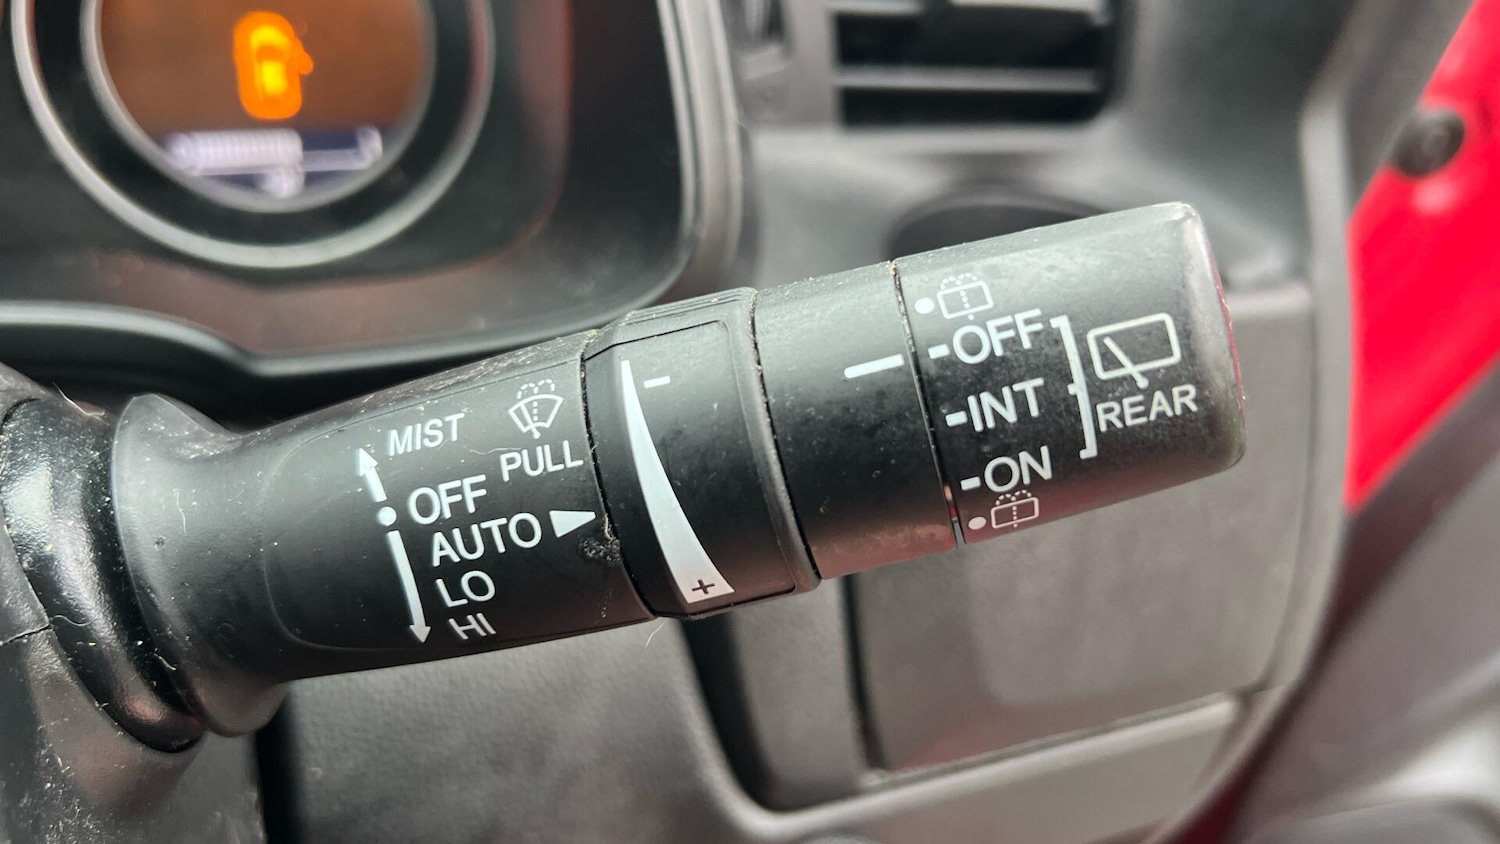 MIST
PULL
OFF
AUTO
LO
HI
-
+
-OFF
-INT
-ON
REAR